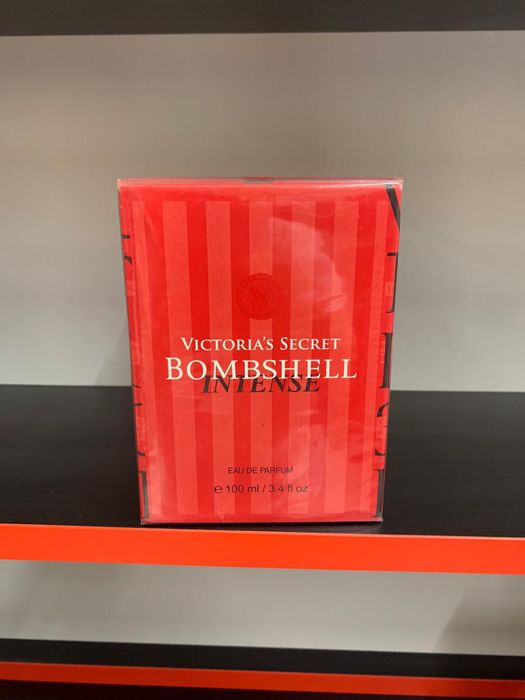 VICTORIA'S SECRET
BOMBSHELL
INTENSE
EAU DE PARFUM
℮ 100 ml / 3.4 fl oz